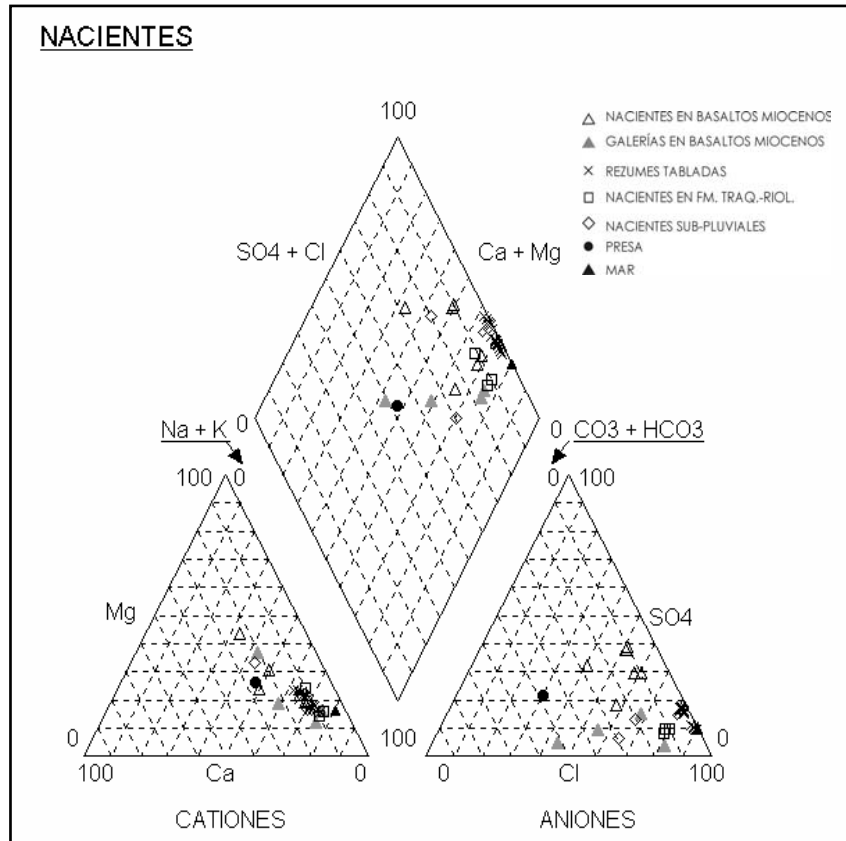 NACIENTES
100
NACIENTES EN BASALTOS MIOCENOS
GALERÍAS EN BASALTOS MIOCENOS
REZUMES TABLADAS
NACIENTES EN FM. TRAQ.-RIOL.
NACIENTES SUB-PLUVIALES
PRESA
MAR
SO4 + Cl
Ca + Mg
0
0
Na + K
CO3 + HCO3
100 0
0 100
Mg
SO4
0
100
0
100
Ca
0
0
Cl
100
CATIONES
ANIONES